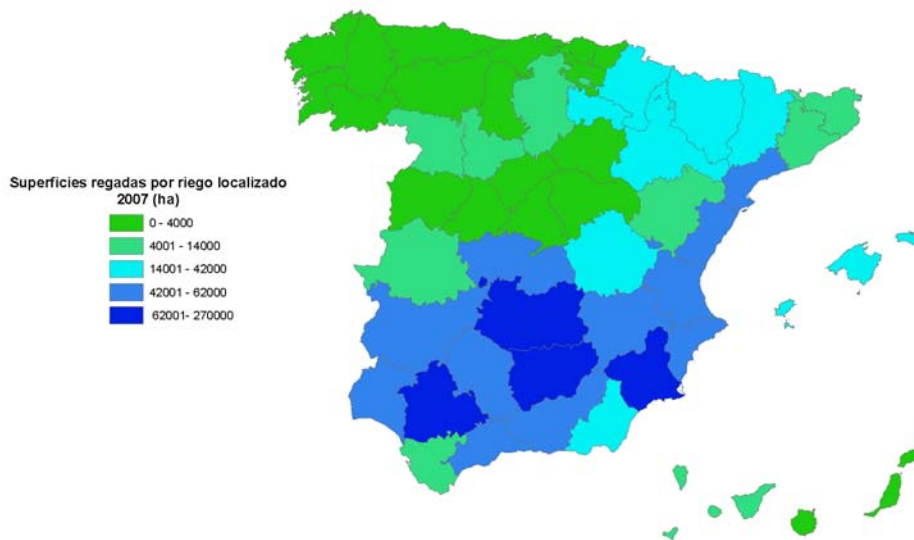 Superficies regadas por riego localizado
2007 (ha)
0 - 4000
4001 - 14000
14001 - 42000
42001 - 62000
62001- 270000